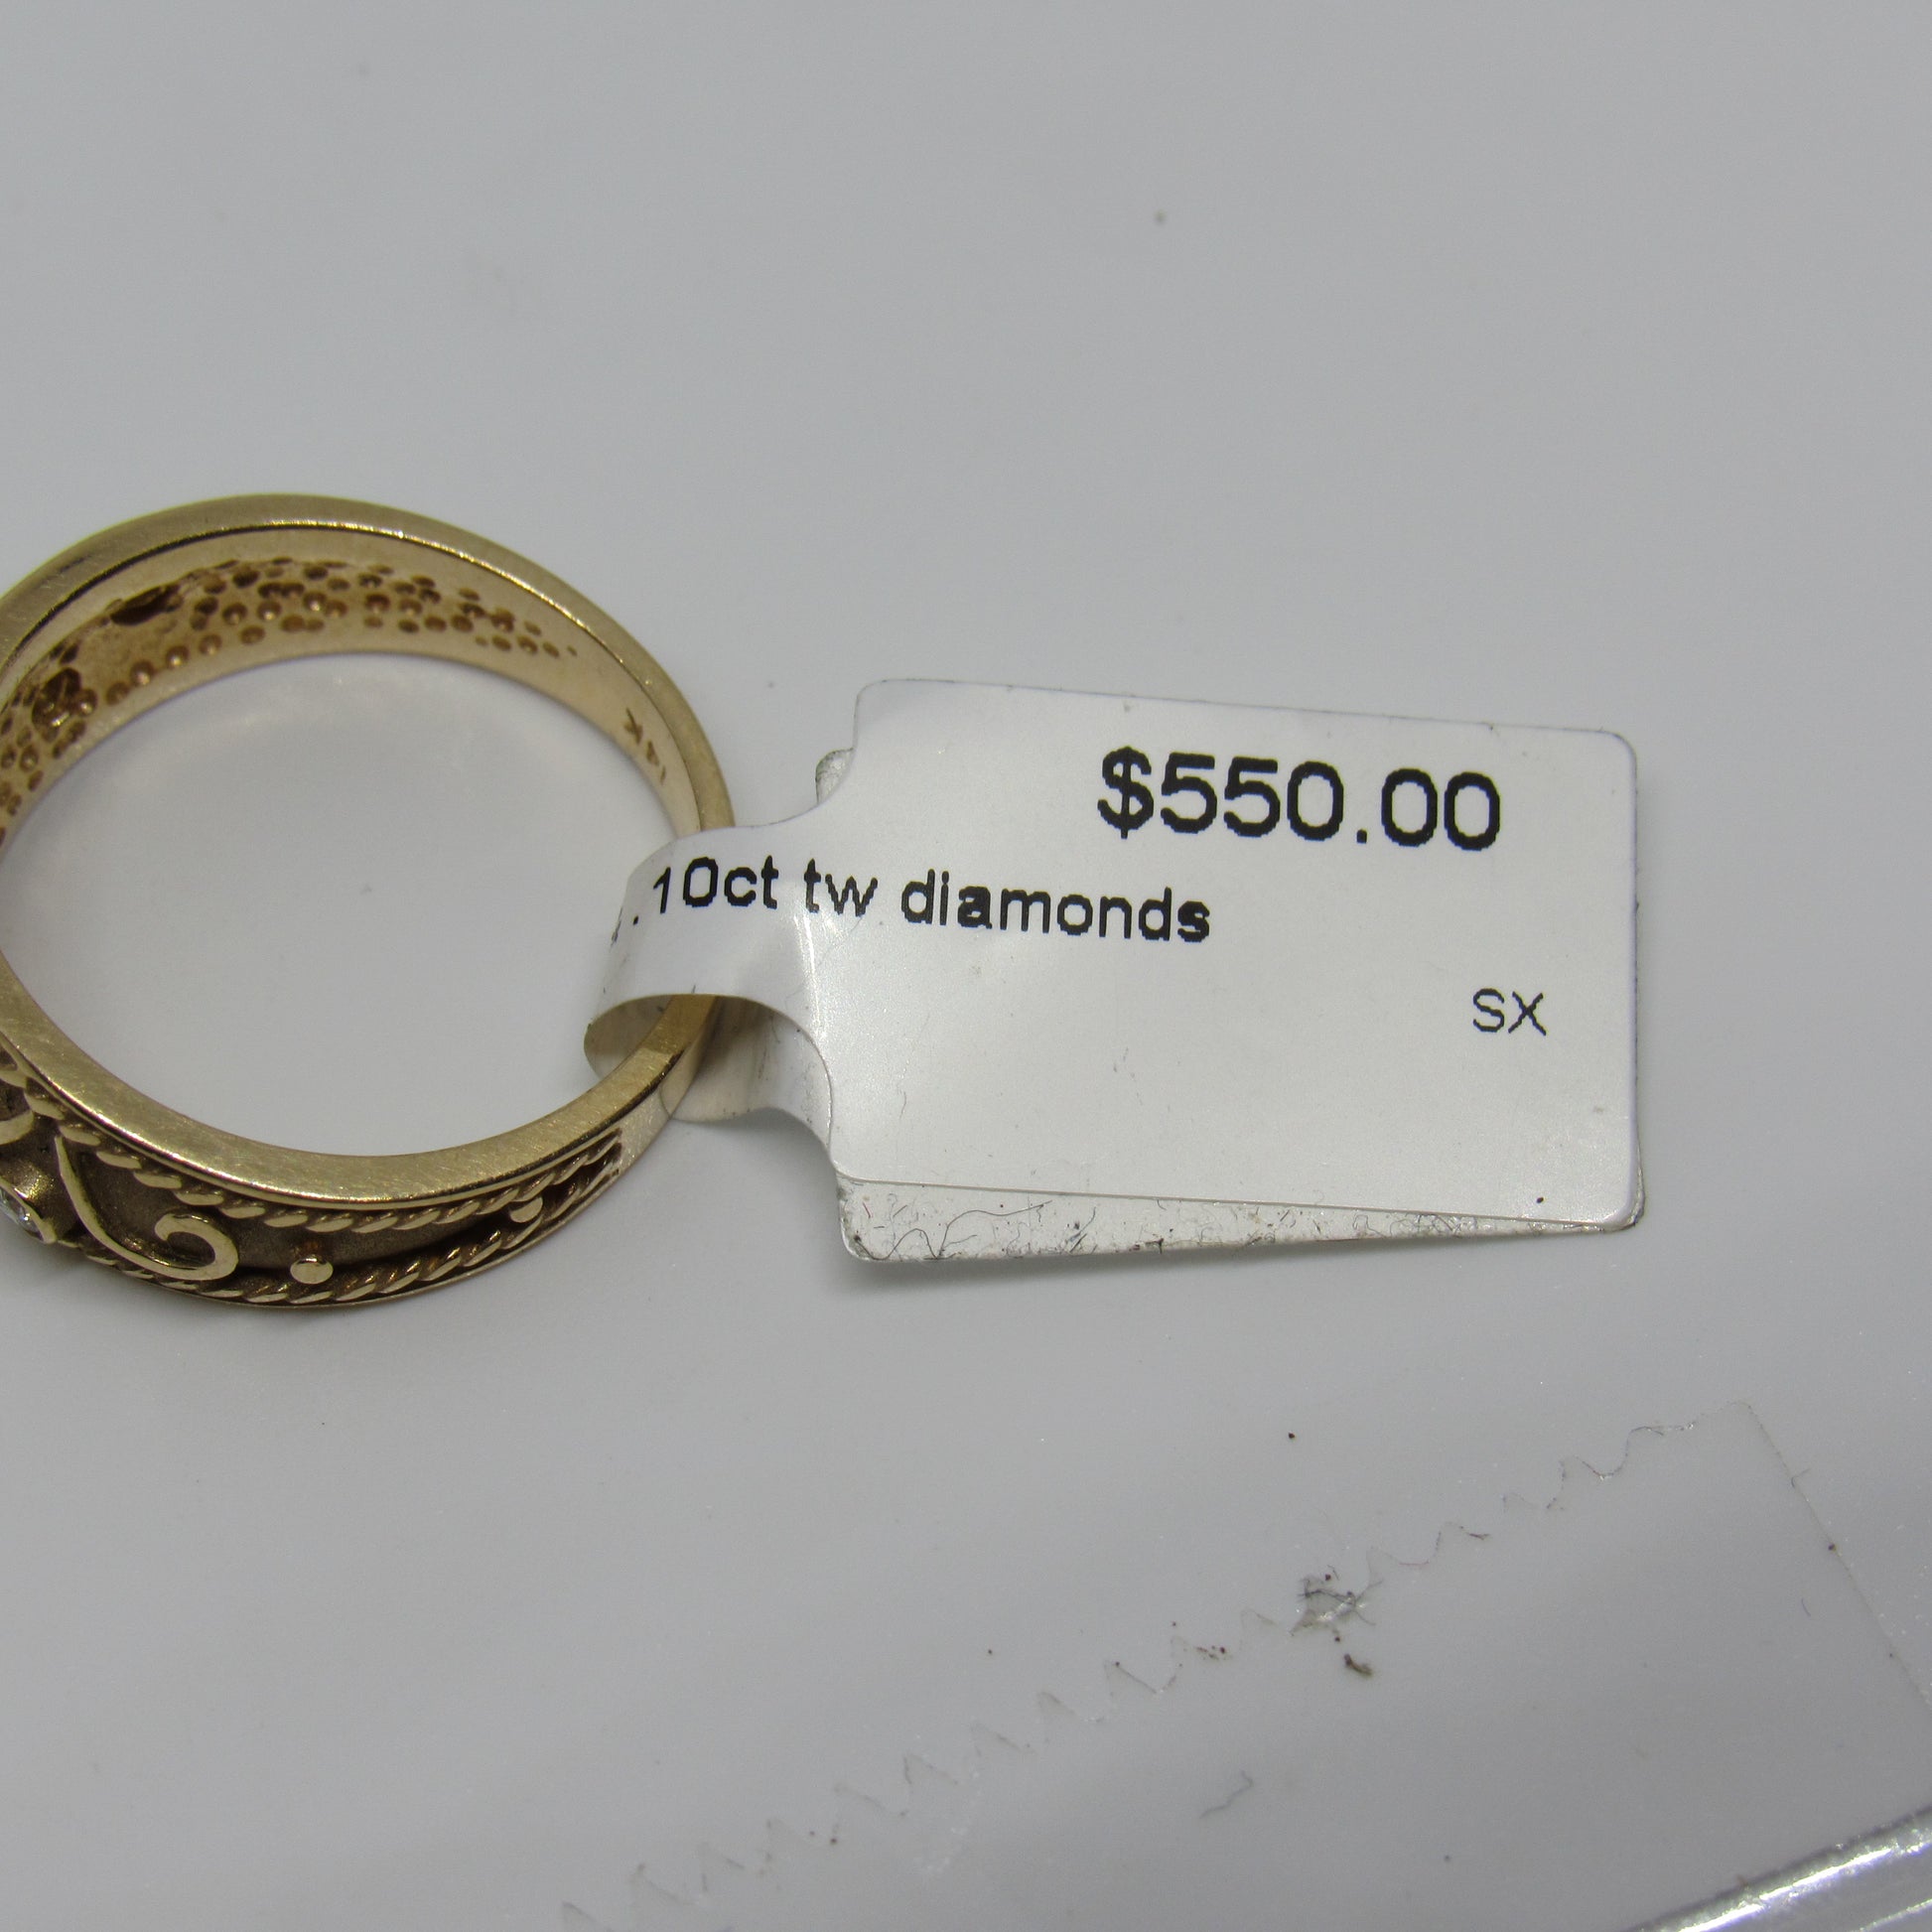 $550.00
.10ct tw diamonds
SX
14K